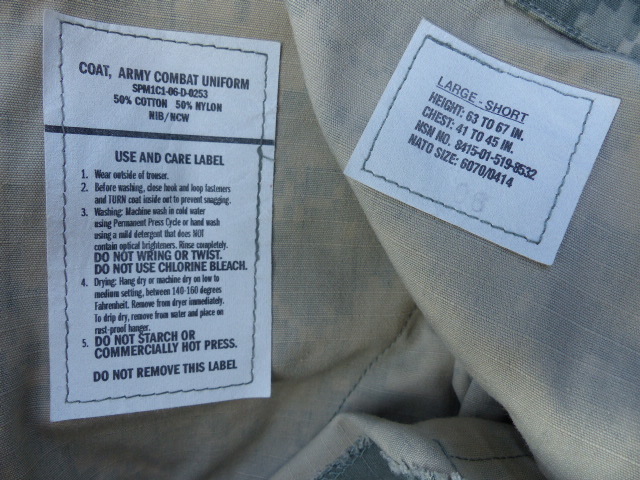 COAT, ARMY COMBAT UNIFORM
SPM1C1-06-D-0253
50% COTTON 50% NYLON
NIB/NCW
USE AND CARE LABEL
1. Wear outside of trouser.
2. Before washing, close hook and loop fasteners
and TURN coat inside out to prevent snagging.
3. Washing: Machine wash in cold water
using Permanent Press Cycle or hand wash
using a mild detergent that does NOT
contain optical brighteners. Rinse completely.
DO NOT WRING OR TWIST.
DO NOT USE CHLORINE BLEACH.
4. Drying: Hang dry or machine dry on low to
medium setting, between 140-160 degrees
Fahrenheit. Remove from dryer immediately.
To drip dry, remove from water and place on
rust-proof hanger.
5. DO NOT STARCH OR
COMMERCIALLY HOT PRESS.
DO NOT REMOVE THIS LABEL
LARGE - SHORT
HEIGHT: 63 TO 67 IN.
CHEST: 41 TO 45 IN.
NSN NO. 8415-01-519-8532
NATO SIZE: 6070/0414